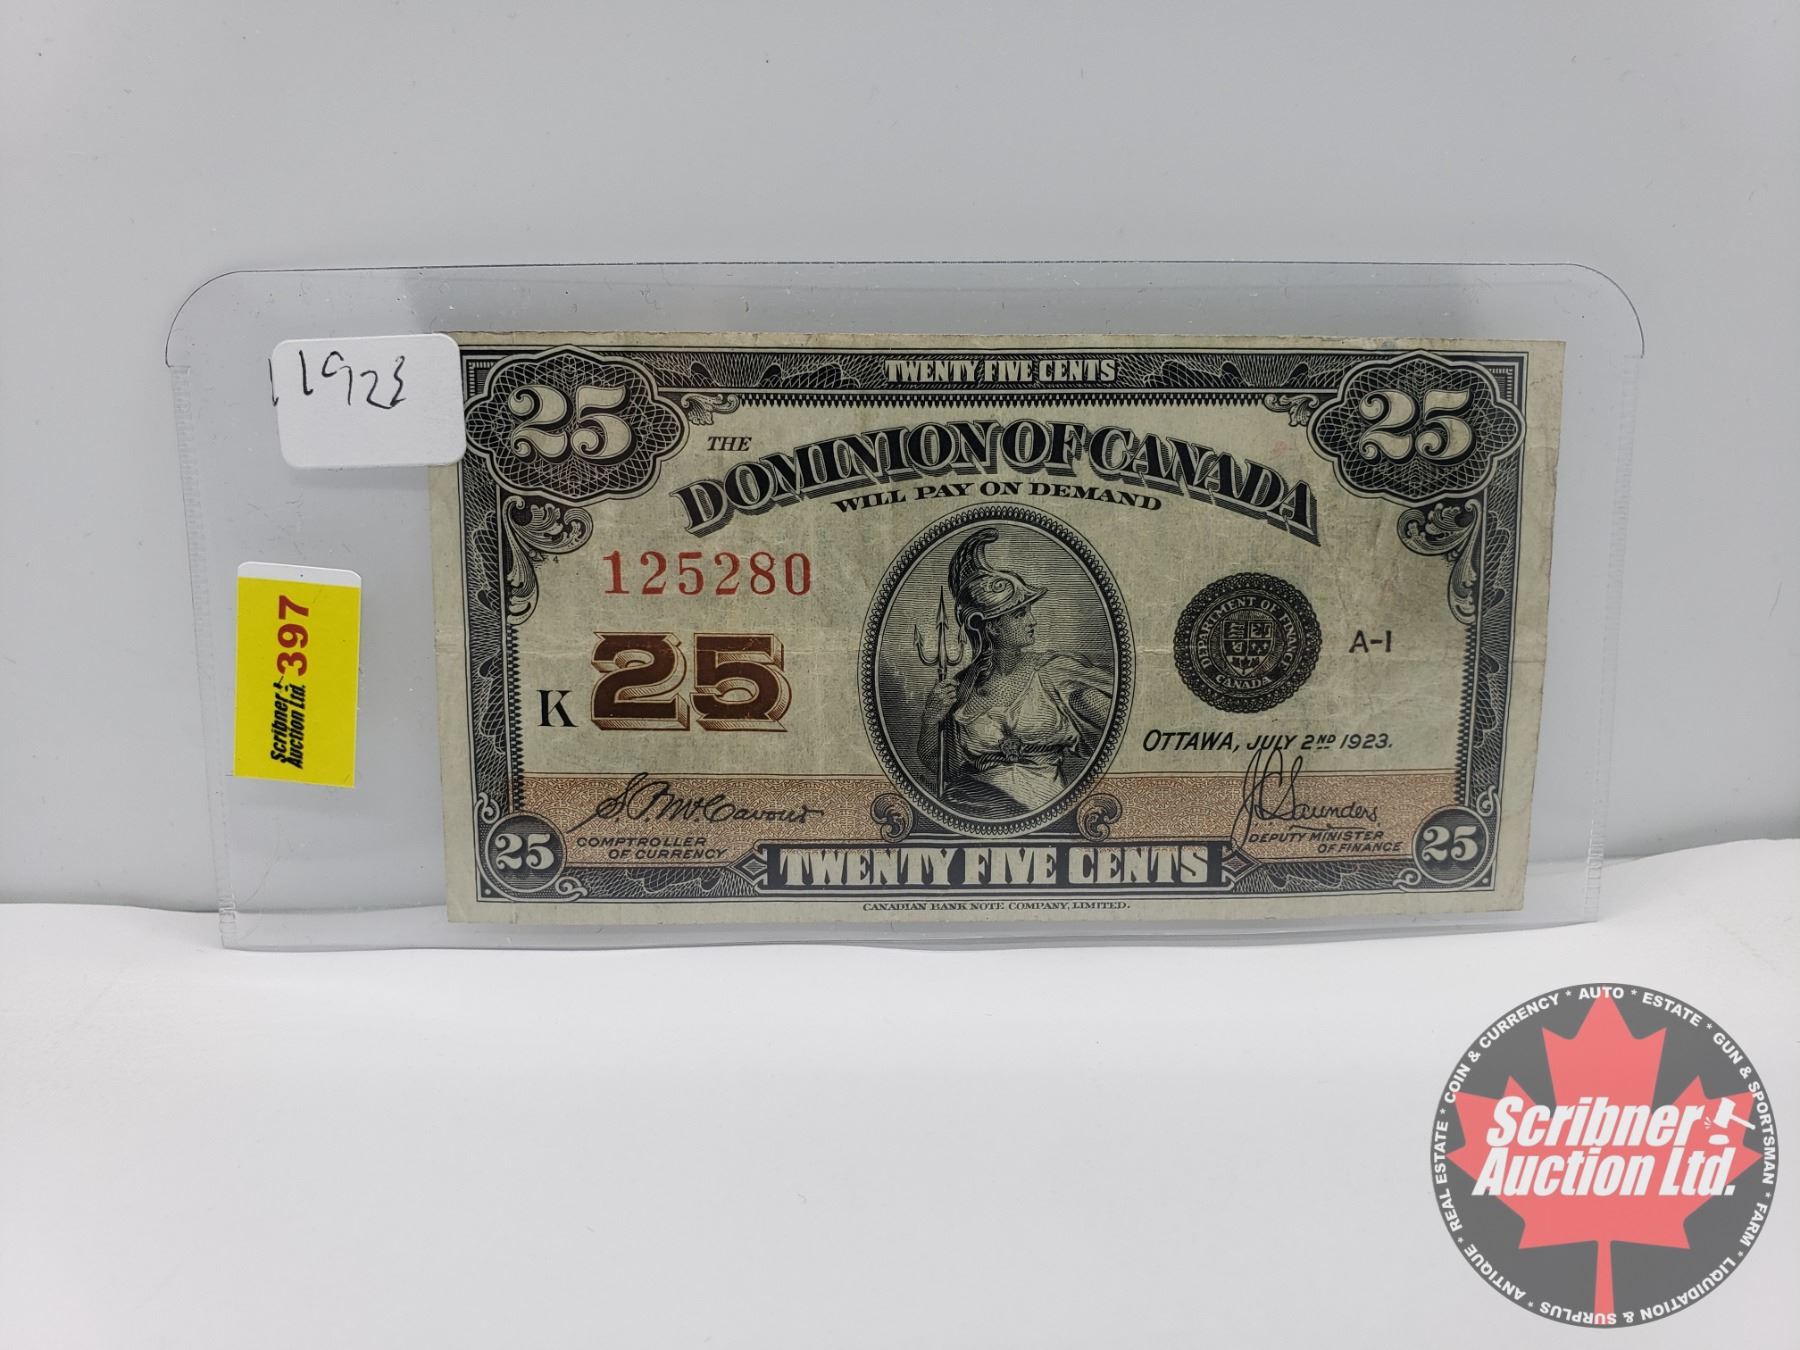 1923
397
Scribner
Auction Ltd.
TWENTY FIVE CENTS
25 25
THE
DOMINION OF CANADA
WILL PAY ON DEMAND
125280
K 25
DEPARTMENT OF FINANCE
CANADA
A-1
OTTAWA, JULY 2ND 1923.
COMPTROLLER
OF CURRENCY
J.C. Saunders
DEPUTY MINISTER
OF FINANCE
25 25
TWENTY FIVE CENTS
CANADIAN BANK NOTE COMPANY, LIMITED.
REAL ESTATE * COIN & CURRENCY * AUTO * ESTATE * GUN & SPORTSMAN * FARM * LIQUIDATION & SURPLUS * ANTIQUE *
Scribner
Auction Ltd.